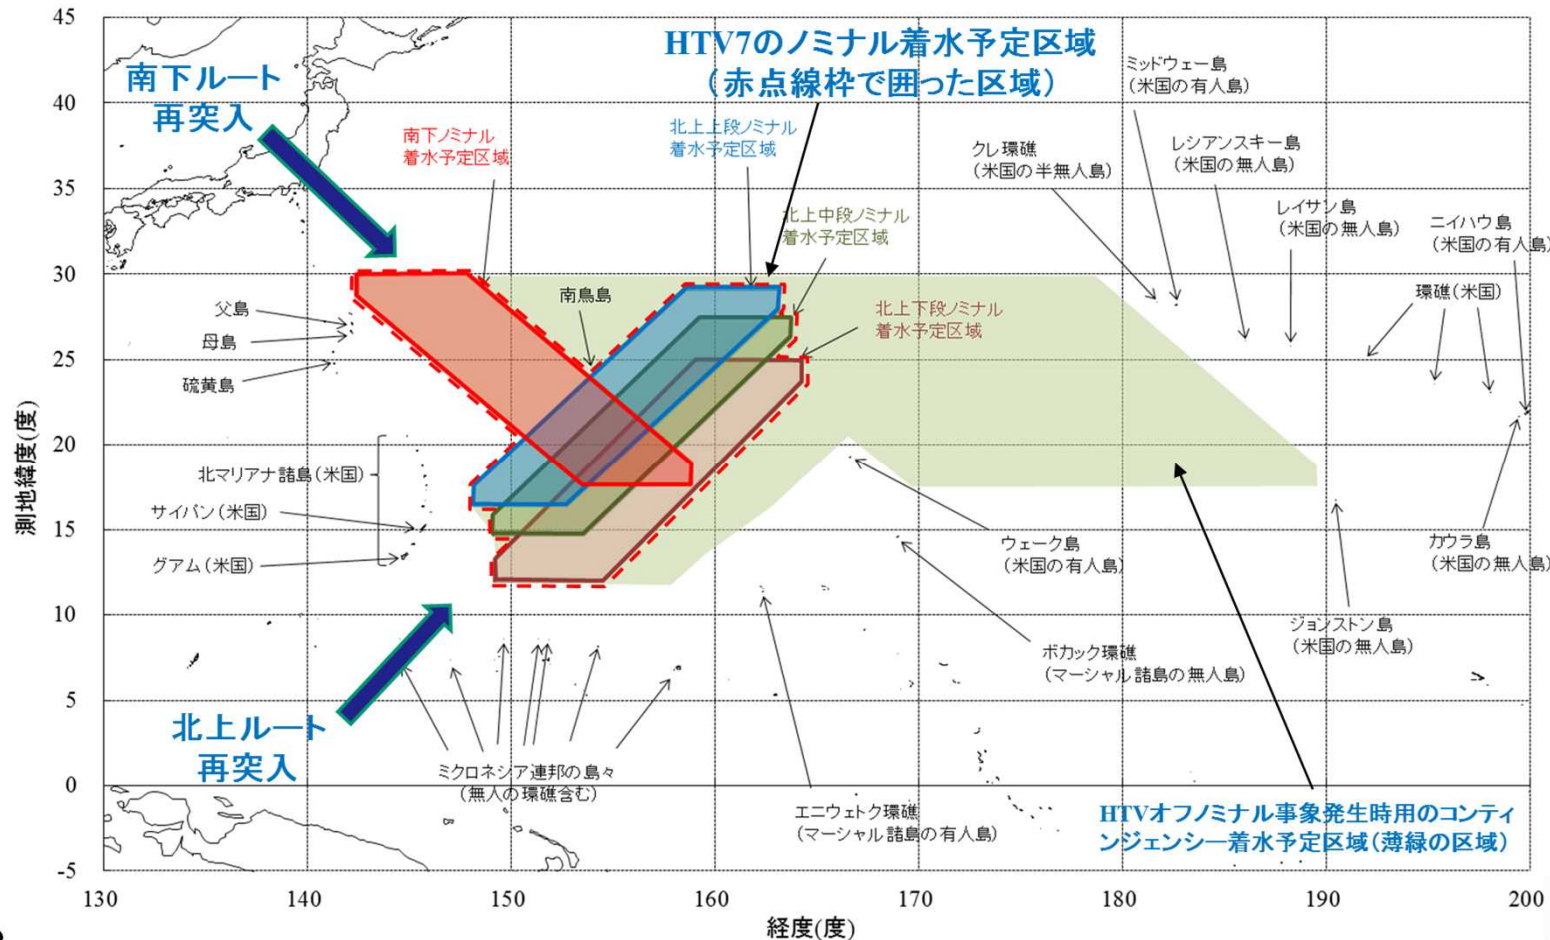 HTV7のノミナル着水予定区域
(赤点線枠で囲った区域)
南下ルート
再突入
南下ノミナル
着水予定区域
北上上段ノミナル
着水予定区域
北上中段ノミナル
着水予定区域
北上下段ノミナル
着水予定区域
ミッドウェー島
(米国の有人島)
クレ環礁
(米国の半無人島)
レシアンスキー島
(米国の無人島)
レイサン島
(米国の無人島)
ニイハウ島
(米国の有人島)
環礁(米国)
南鳥島
父島
母島
硫黄島
北マリアナ諸島(米国)
サイパン(米国)
グアム(米国)
ウェーク島
(米国の有人島)
カウラ島
(米国の無人島)
ジョンストン島
(米国の無人島)
ボカック環礁
(マーシャル諸島の無人島)
北上ルート
再突入
ミクロネシア連邦の島々
(無人の環礁含む)
エニウェトク環礁
(マーシャル諸島の有人島)
HTVオフノミナル事象発生時用のコンティ
ンジェンシー着水予定区域(薄緑の区域)
測地緯度(度)
45
40
35
30
25
20
15
10
5
0
-5
130
140
150
160
170
180
190
200
経度(度)